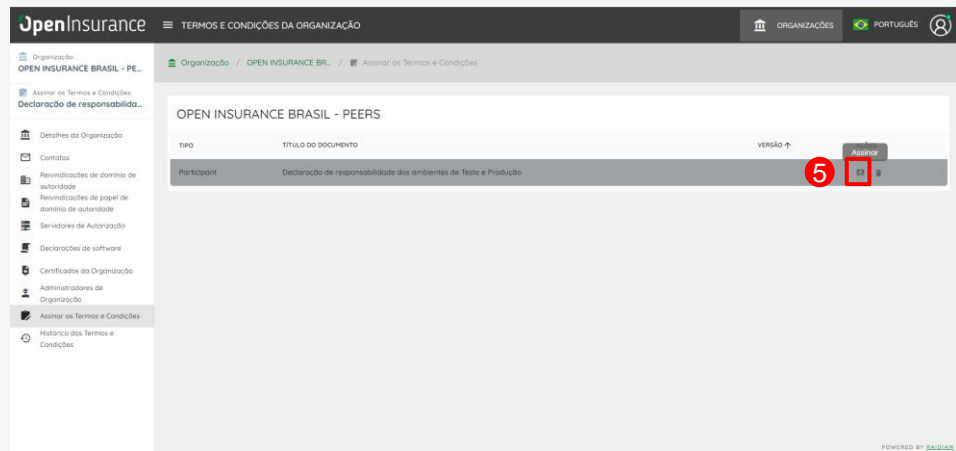 OpenInsurance
TERMOS E CONDIÇÕES DA ORGANIZAÇÃO
ORGANIZAÇÕES
PORTUGUÊS
Organização
OPEN INSURANCE BRASIL - PE...
Organização / OPEN INSURANCE BR... / Assinar os Termos e Condições
Assinar os Termos e Condições
Declaração de responsabilida...
OPEN INSURANCE BRASIL - PEERS
TIPO
TÍTULO DO DOCUMENTO
VERSÃO
Assinar
Participant
Declaração de responsabilidade dos ambientes de Teste e Produção
5
Detalhes da Organização
Contatos
Reivindicações de domínio de
autoridade
Reivindicações de papel de
domínio de autoridade
Servidores de Autorização
Declarações de software
Certificados da Organização
Administradores de
Organização
Assinar os Termos e Condições
Histórico dos Termos e
Condições
POWERED BY RAIDIAM